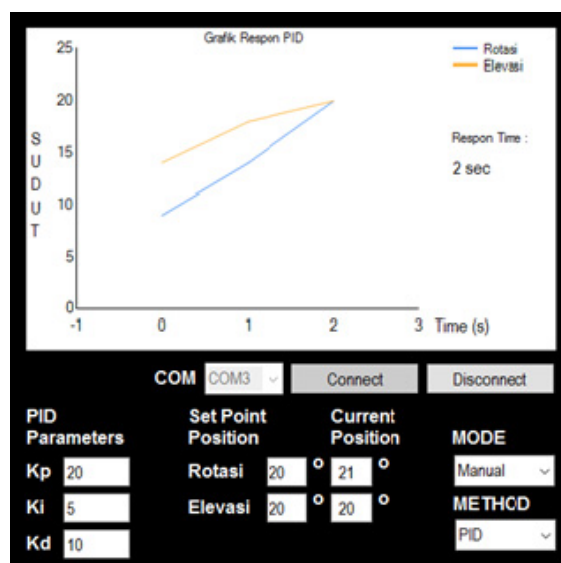 Grafik Respon PID
Rotasi
Elevasi
25
20
15
10
5
0
S
U
D
U
T
Respon Time :
2 sec
-1 0 1 2 3 Time (s)
COM COM3 Connect Disconnect
PID Parameters
Kp 20
Ki 5
Kd 10
Set Point Position
Current Position
Rotasi 20 ° 21 °
Elevasi 20 ° 20 °
MODE
Manual
METHOD
PID